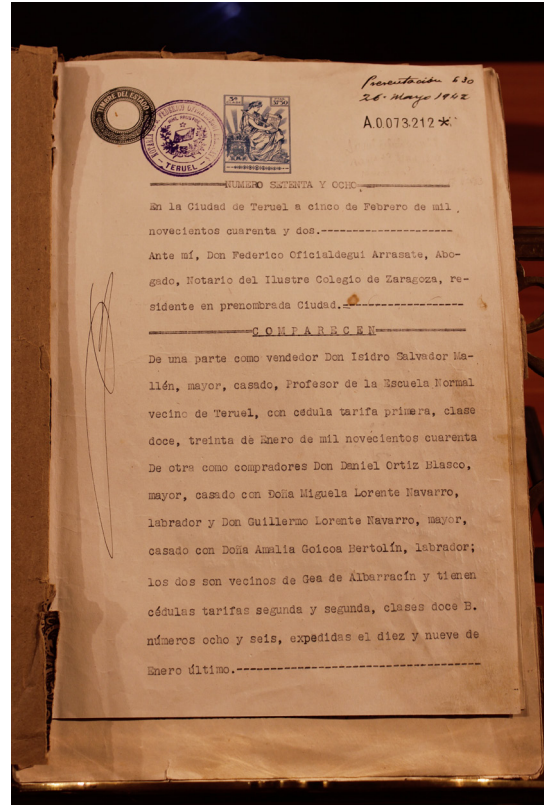 Presentación 530
26 - Mayo 1942
A.0.073.212 *
TIMBRE DEL ESTADO
TERUEL
NUMERO SETENTA Y OCHO
En la Ciudad de Teruel a cinco de Febrero de mil
novecientos cuarenta y dos.--------------------
Ante mí, Don Federico Oficialdegui Arrasate, Abo-
gado, Notario del Ilustre Colegio de Zaragoza, re-
sidente en prenombrada Ciudad.------------------
C O M P A R E C E N
De una parte como vendedor Don Isidro Salvador Ma-
llén, mayor, casado, Profesor de la Escuela Normal
vecino de Teruel, con cédula tarifa primera, clase
doce, treinta de Enero de mil novecientos cuarenta
De otra como compradores Don Daniel Ortiz Blasco,
mayor, casado con Doña Miguela Lorente Navarro,
labrador y Don Guillermo Lorente Navarro, mayor,
casado con Doña Amalia Goicoa Bertolín, labrador;
los dos son vecinos de Gea de Albarracín y tienen
cédulas tarifas segunda y segunda, clases doce B.
números ocho y seis, expedidas el diez y nueve de
Enero último.-----------------------------------